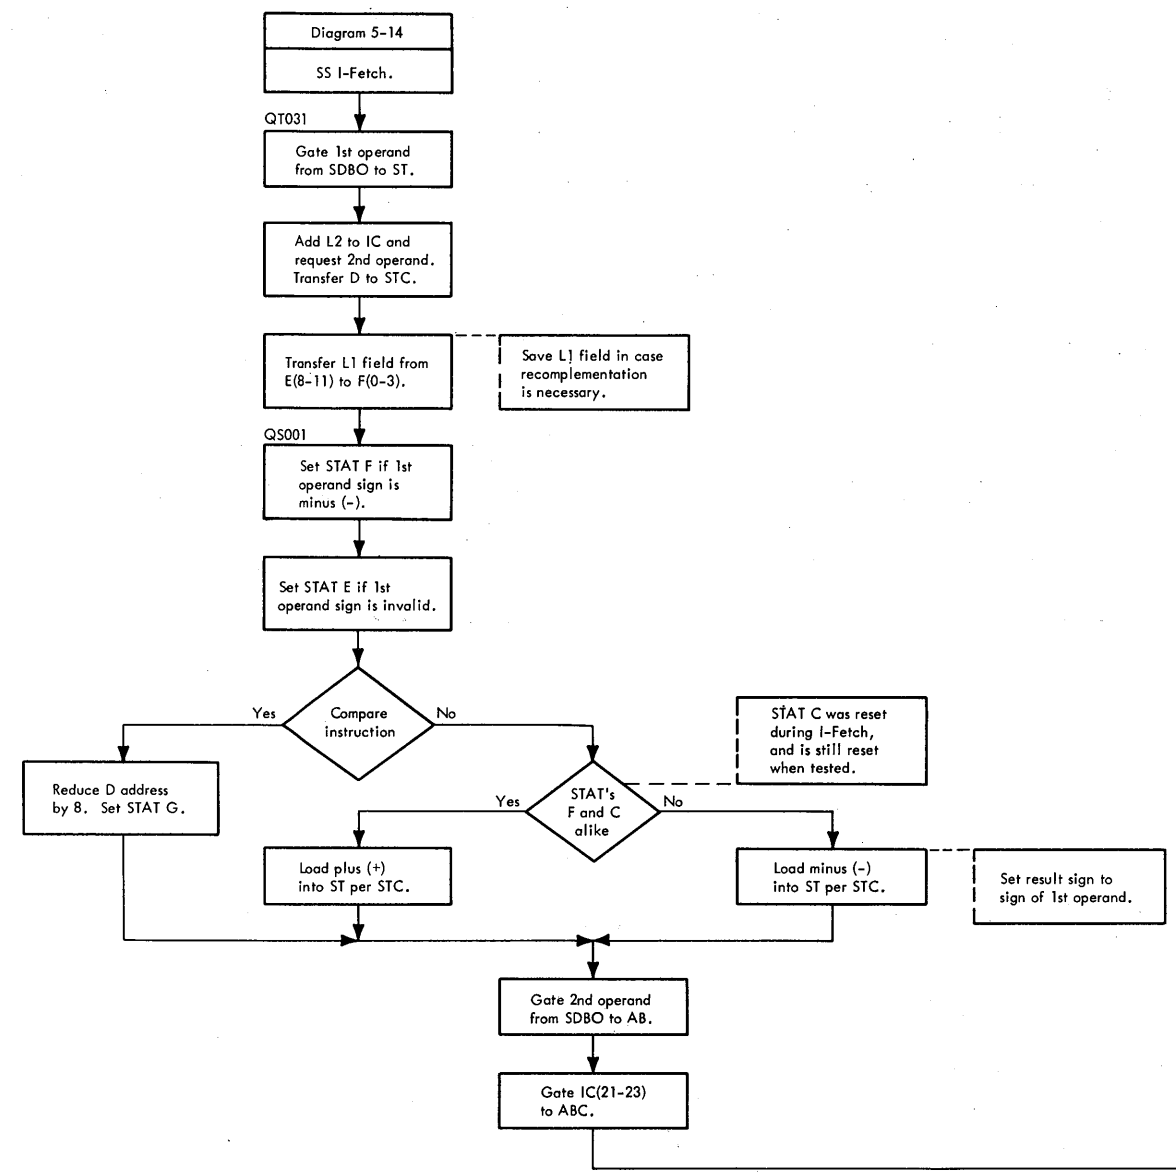 Diagram 5-14
SS I-Fetch.
QT031
Gate 1st operand
from SDBO to ST.
Add L2 to IC and
request 2nd operand.
Transfer D to STC.
Transfer L1 field from
E(8-11) to F(0-3).
Save L1 field in case
recomplementation
is necessary.
QS001
Set STAT F if 1st
operand sign is
minus (-).
Set STAT E if 1st
operand sign is invalid.
Compare
instruction
Yes
No
STAT C was reset
during I-Fetch,
and is still reset
when tested.
Reduce D address
by 8. Set STAT G.
STAT's
F and C
alike
Yes
No
Load plus (+)
into ST per STC.
Load minus (-)
into ST per STC.
Set result sign to
sign of 1st operand.
Gate 2nd operand
from SDBO to AB.
Gate IC(21-23)
to ABC.